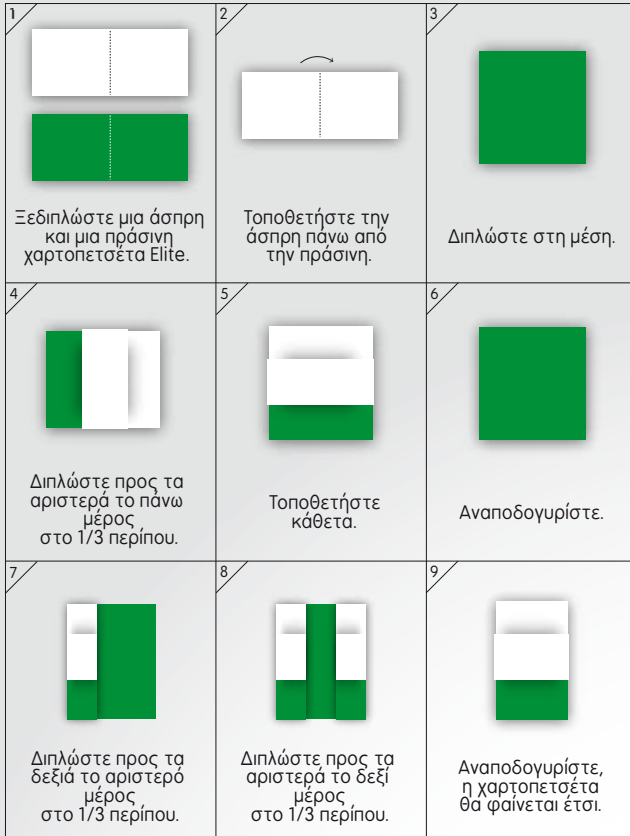 1
Ξεδιπλώστε μια άσπρη
και μια πράσινη
χαρτοπετσέτα Elite.
2
Τοποθετήστε την
άσπρη πάνω από
την πράσινη.
3
Διπλώστε στη μέση.
4
Διπλώστε προς τα
αριστερά το πάνω
μέρος
στο 1/3 περίπου.
5
Τοποθετήστε
κάθετα.
6
Αναποδογυρίστε.
7
Διπλώστε προς τα
δεξιά το αριστερό
μέρος
στο 1/3 περίπου.
8
Διπλώστε προς τα
αριστερά το δεξί
μέρος
στο 1/3 περίπου.
9
Αναποδογυρίστε,
η χαρτοπετσέτα
θα φαίνεται έτσι.